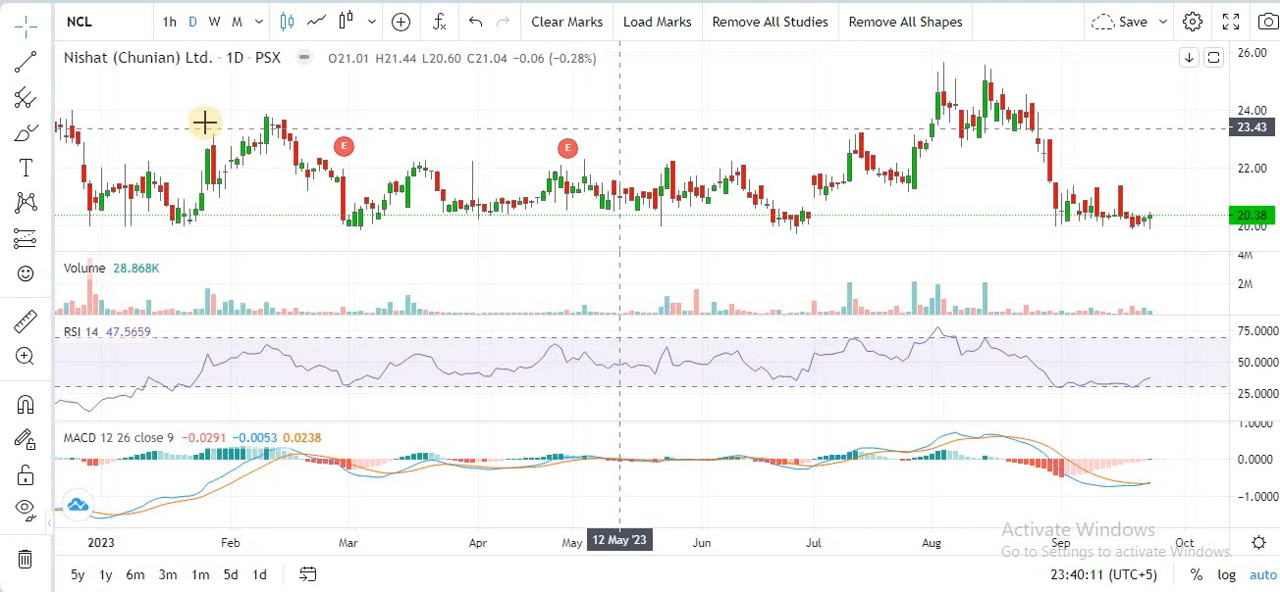 NCL 1h D W M Clear Marks Load Marks Remove All Studies Remove All Shapes Save
Nishat (Chunian) Ltd. · 1D · PSX O21.01 H21.44 L20.60 C21.04 −0.06 (−0.28%)
26.00
24.00
23.43
E E
22.00
20.38
20.00
Volume 28.868K
4M
2M
RSI 14 47.5659
75.0000
50.0000
25.0000
MACD 12 26 close 9 −0.0291 −0.0053 0.0238
1.0000
0.0000
−1.0000
2023 Feb Mar Apr May 12 May '23 Jun Jul Aug Sep Oct
Activate Windows
Go to Settings to activate Windows.
5y 1y 6m 3m 1m 5d 1d 23:40:11 (UTC+5) % log auto